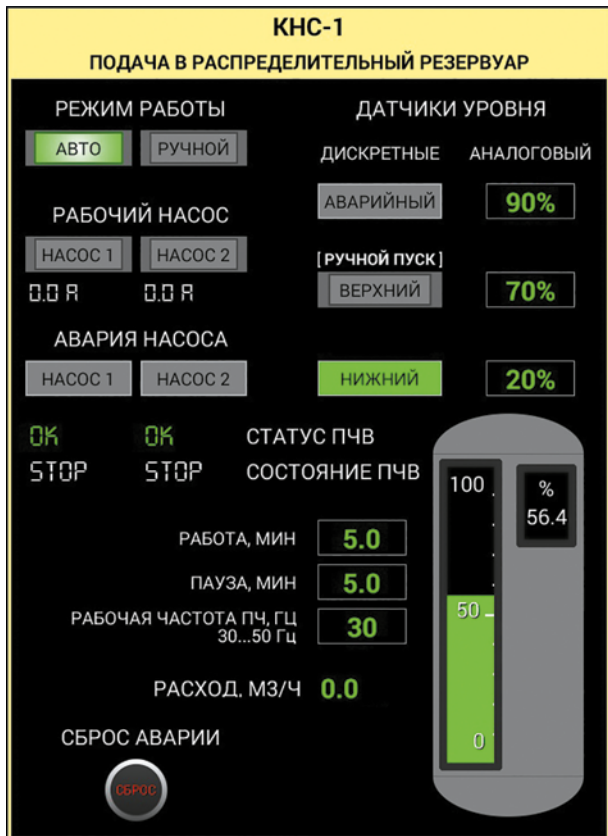 КНС-1
ПОДАЧА В РАСПРЕДЕЛИТЕЛЬНЫЙ РЕЗЕРВУАР
РЕЖИМ РАБОТЫ
АВТО РУЧНОЙ
РАБОЧИЙ НАСОС
НАСОС 1 НАСОС 2
0.0 A 0.0 A
АВАРИЯ НАСОСА
НАСОС 1 НАСОС 2
ДАТЧИКИ УРОВНЯ
ДИСКРЕТНЫЕ АНАЛОГОВЫЙ
АВАРИЙНЫЙ 90%
[ РУЧНОЙ ПУСК ]
ВЕРХНИЙ 70%
НИЖНИЙ 20%
OK OK СТАТУС ПЧВ
STOP STOP СОСТОЯНИЕ ПЧВ
РАБОТА, МИН 5.0
ПАУЗА, МИН 5.0
РАБОЧАЯ ЧАСТОТА ПЧ, ГЦ
30...50 Гц 30
РАСХОД. М3/Ч 0.0
СБРОС АВАРИИ
СБРОС
100
50
0
%
56.4